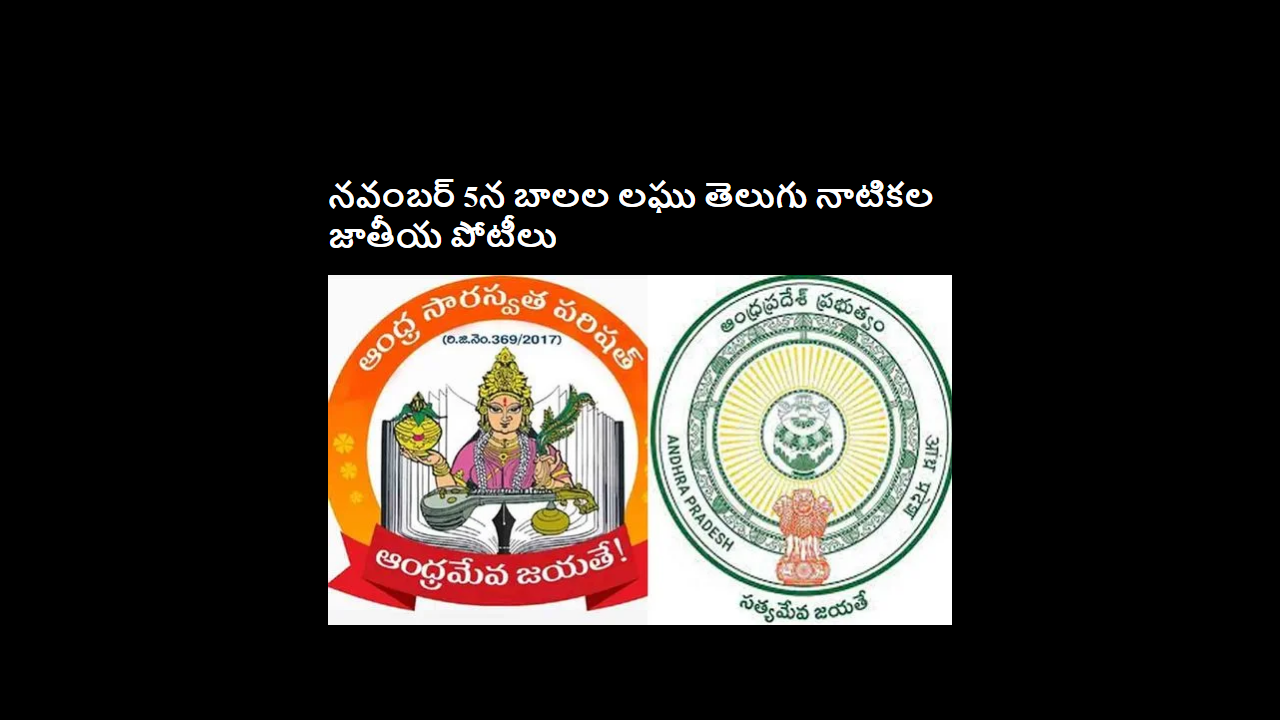 నవంబర్ 5న బాలల లఘు తెలుగు నాటికల
జాతీయ పోటీలు
ఆంధ్ర సారస్వత పరిషత్
(రి.జి.నెం.369/2017)
ఆంధ్రమేవ జయతే!
ఆంధ్రప్రదేశ్ ప్రభుత్వం
ANDHRA PRADESH
आंध्र प्रदेश
సత్యమేవ జయతే